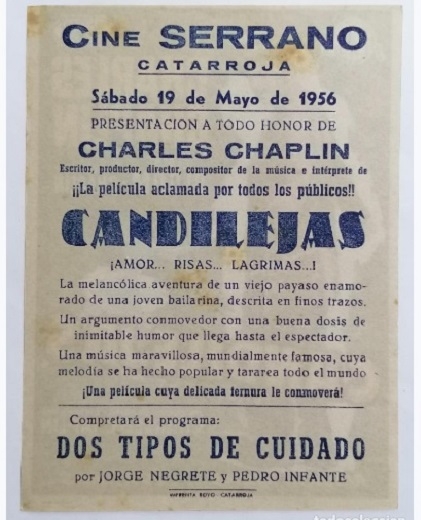 CINE SERRANO
CATARROJA
Sábado 19 de Mayo de 1956
PRESENTACION A TODO HONOR DE
CHARLES CHAPLIN
Escritor, productor, director, compositor de la música e intérprete de
¡¡La película aclamada por todos los públicos!!
CANDILEJAS
¡AMOR... RISAS... LAGRIMAS...!
La melancólica aventura de un viejo payaso enamo-
rado de una joven bailarina, descrita en finos trazos.
Un argumento conmovedor con una buena dosis de
inimitable humor que llega hasta el espectador.
Una música maravillosa, mundialmente famosa, cuya
melodía se ha hecho popular y tararea todo el mundo
¡Una película cuya delicada ternura le conmoverá!
Compretará el programa:
DOS TIPOS DE CUIDADO
por JORGE NEGRETE y PEDRO INFANTE
IMPRENTA ROYO - CATARROJA